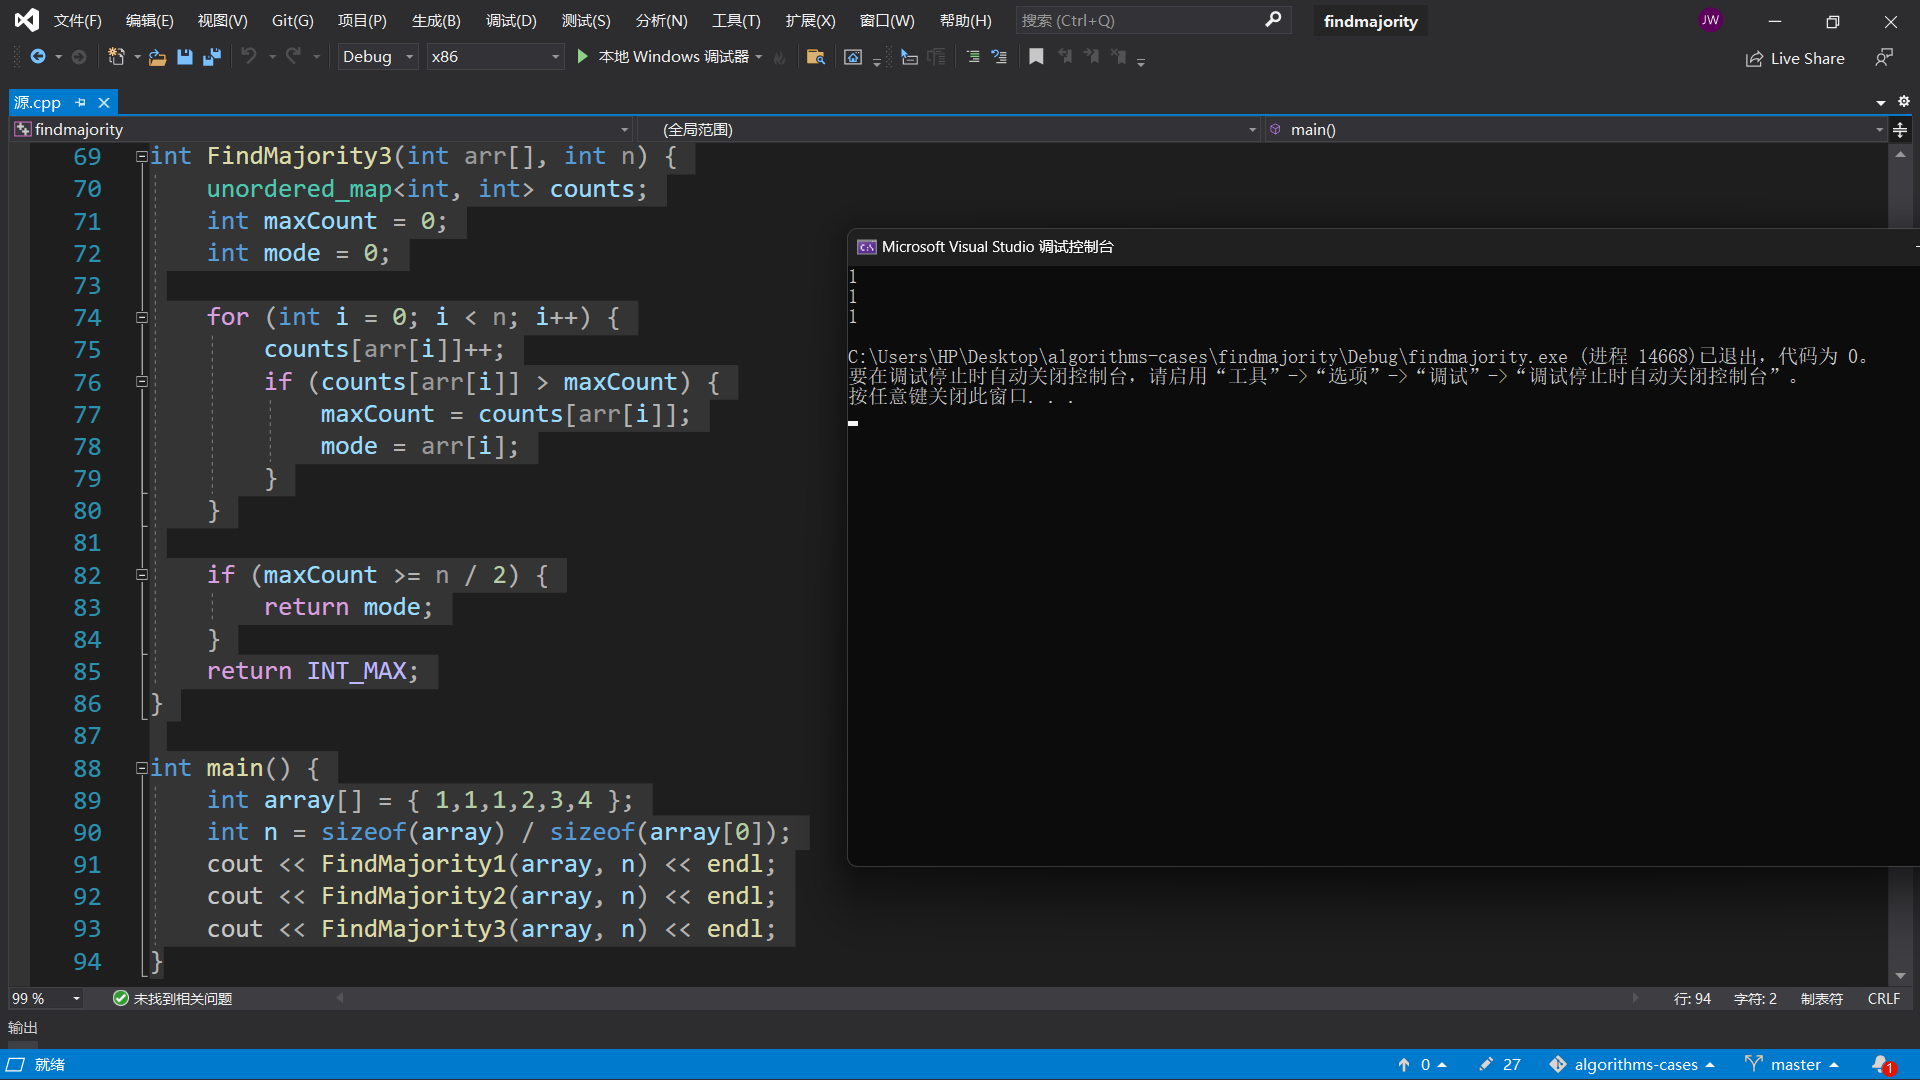 文件(F) 编辑(E) 视图(V) Git(G) 项目(P) 生成(B) 调试(D) 测试(S) 分析(N) 工具(T) 扩展(X) 窗口(W) 帮助(H) 搜索 (Ctrl+Q) findmajority JW
Debug x86 本地 Windows 调试器 Live Share
源.cpp
findmajority (全局范围) main()
69 int FindMajority3(int arr[], int n) {
70 unordered_map<int, int> counts;
71 int maxCount = 0;
72 int mode = 0;
73
74 for (int i = 0; i < n; i++) {
75 counts[arr[i]]++;
76 if (counts[arr[i]] > maxCount) {
77 maxCount = counts[arr[i]];
78 mode = arr[i];
79 }
80 }
81
82 if (maxCount >= n / 2) {
83 return mode;
84 }
85 return INT_MAX;
86 }
87
88 int main() {
89 int array[] = { 1,1,1,2,3,4 };
90 int n = sizeof(array) / sizeof(array[0]);
91 cout << FindMajority1(array, n) << endl;
92 cout << FindMajority2(array, n) << endl;
93 cout << FindMajority3(array, n) << endl;
94 }
Microsoft Visual Studio 调试控制台
1
1
1
C:\Users\HP\Desktop\algorithms-cases\findmajority\Debug\findmajority.exe (进程 14668)已退出，代码为 0。
要在调试停止时自动关闭控制台，请启用“工具”->“选项”->“调试”->“调试停止时自动关闭控制台”。
按任意键关闭此窗口. . .
99 % 未找到相关问题 行: 94 字符: 2 制表符 CRLF
输出
就绪 0 27 algorithms-cases master 1